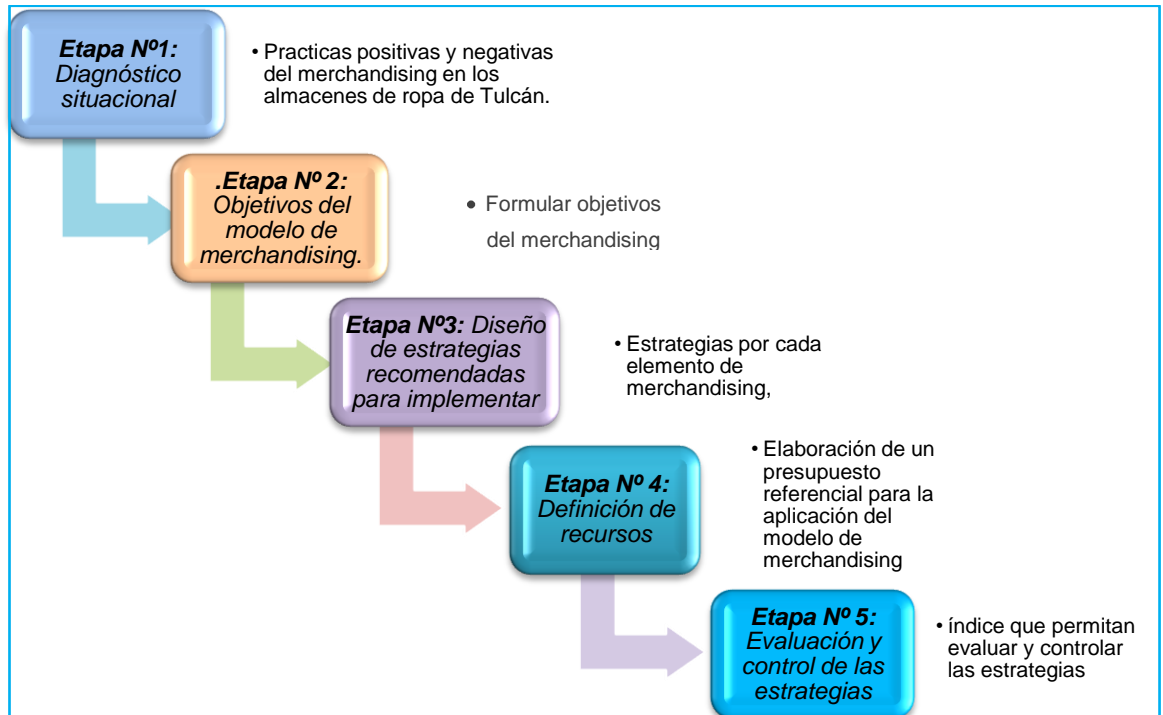 Etapa Nº1:
Diagnóstico
situacional
• Practicas positivas y negativas
del merchandising en los
almacenes de ropa de Tulcán.
.Etapa Nº 2:
Objetivos del
modelo de
merchandising.
• Formular objetivos
del merchandising
Etapa Nº3: Diseño
de estrategias
recomendadas
para implementar
• Estrategias por cada
elemento de
merchandising,
Etapa Nº 4:
Definición de
recursos
• Elaboración de un
presupuesto
referencial para la
aplicación del
modelo de
merchandising
Etapa Nº 5:
Evaluación y
control de las
estrategias
• índice que permitan
evaluar y controlar
las estrategias